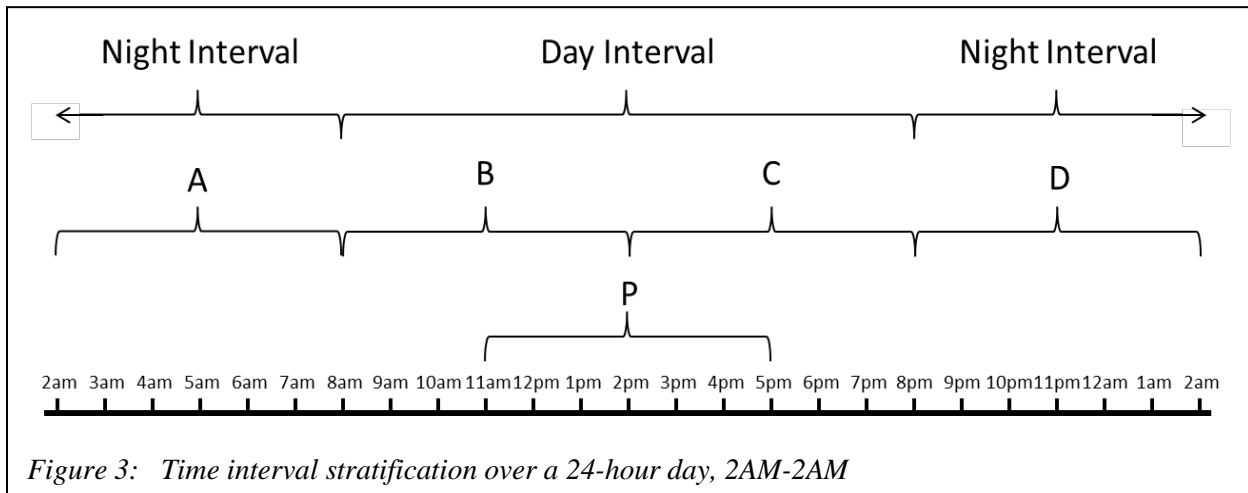 Night Interval Day Interval Night Interval
A B C D
P
2am 3am 4am 5am 6am 7am 8am 9am 10am 11am 12pm 1pm 2pm 3pm 4pm 5pm 6pm 7pm 8pm 9pm 10pm 11pm 12am 1am 2am
Figure 3: Time interval stratification over a 24-hour day, 2AM-2AM